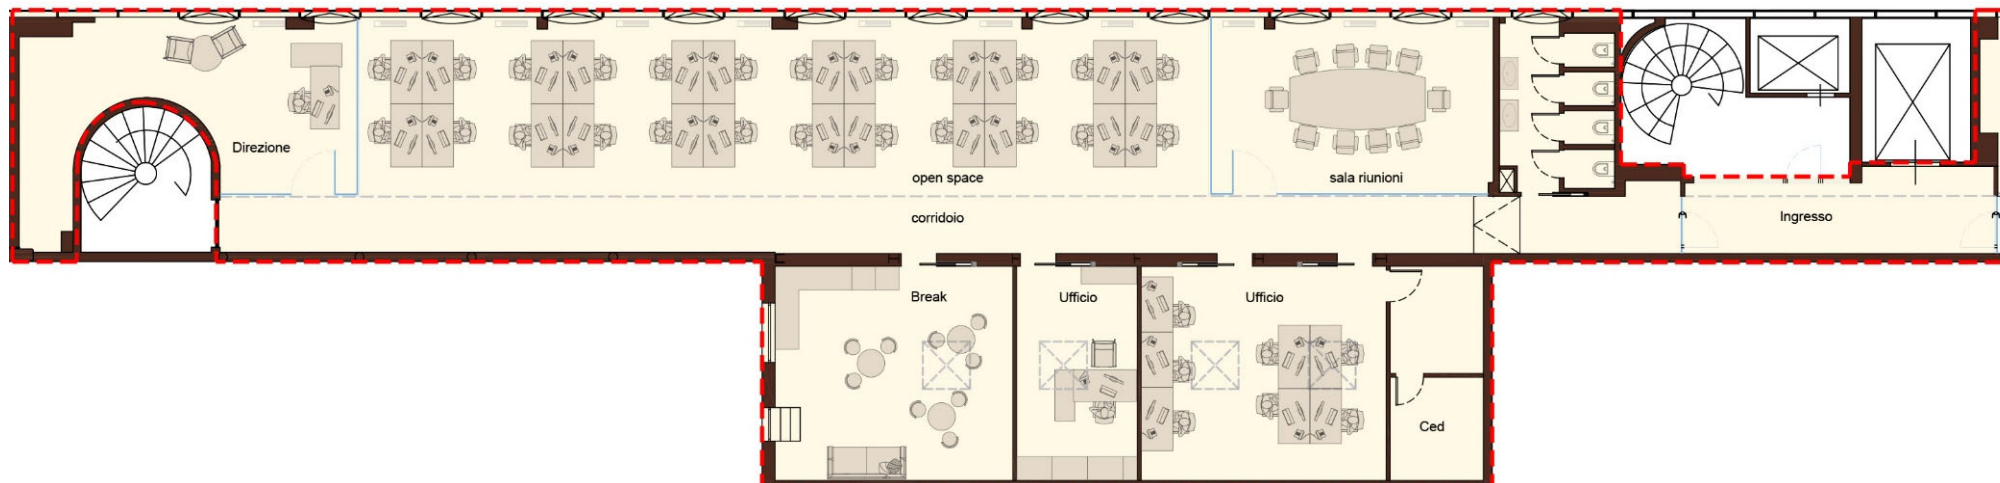 Direzione
open space
sala riunioni
corridoio
Ingresso
Break
Ufficio
Ufficio
Ced